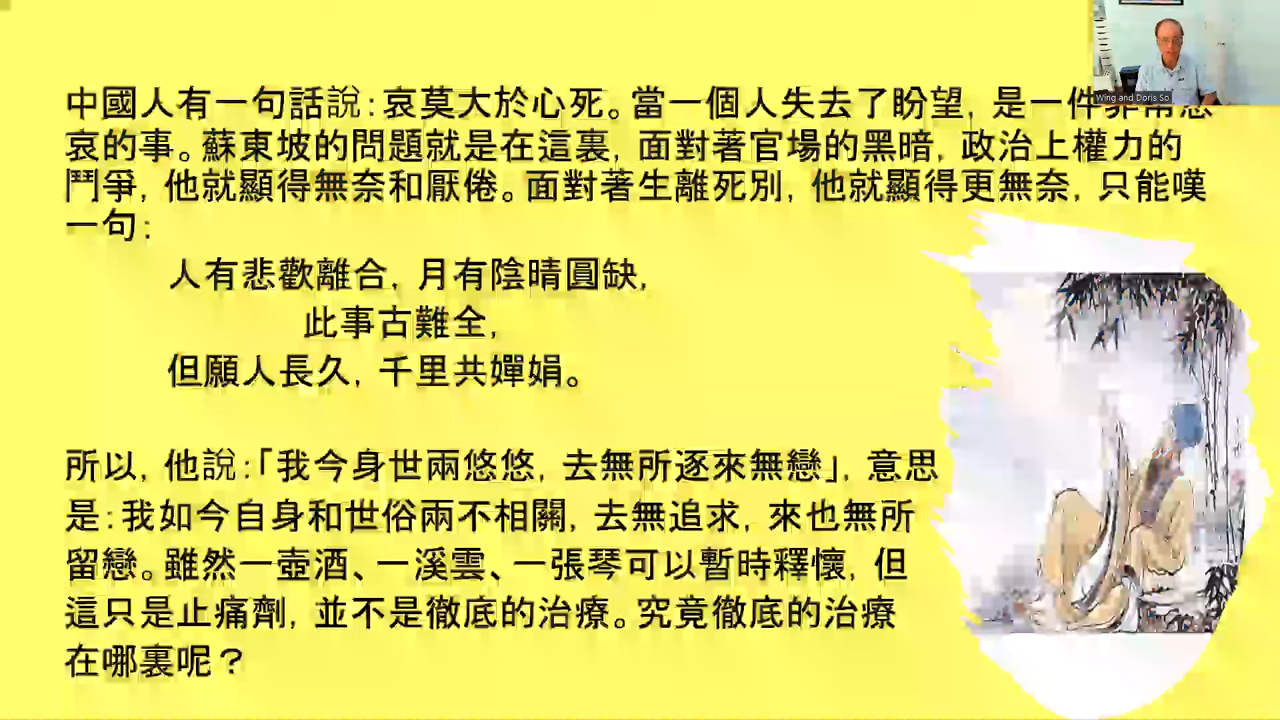 中國人有一句話說：哀莫大於心死。當一個人失去了盼望，是一件非常悲
哀的事。蘇東坡的問題就是在這裏，面對著官場的黑暗，政治上權力的
鬥爭，他就顯得無奈和厭倦。面對著生離死別，他就顯得更無奈，只能嘆
一句：
人有悲歡離合，月有陰晴圓缺，
此事古難全，
但願人長久，千里共嬋娟。
所以，他說：「我今身世兩悠悠，去無所逐來無戀」，意思
是：我如今自身和世俗兩不相關，去無追求，來也無所
留戀。雖然一壺酒、一溪雲、一張琴可以暫時釋懷，但
這只是止痛劑，並不是徹底的治療。究竟徹底的治療
在哪裏呢？
Wing and Doris So